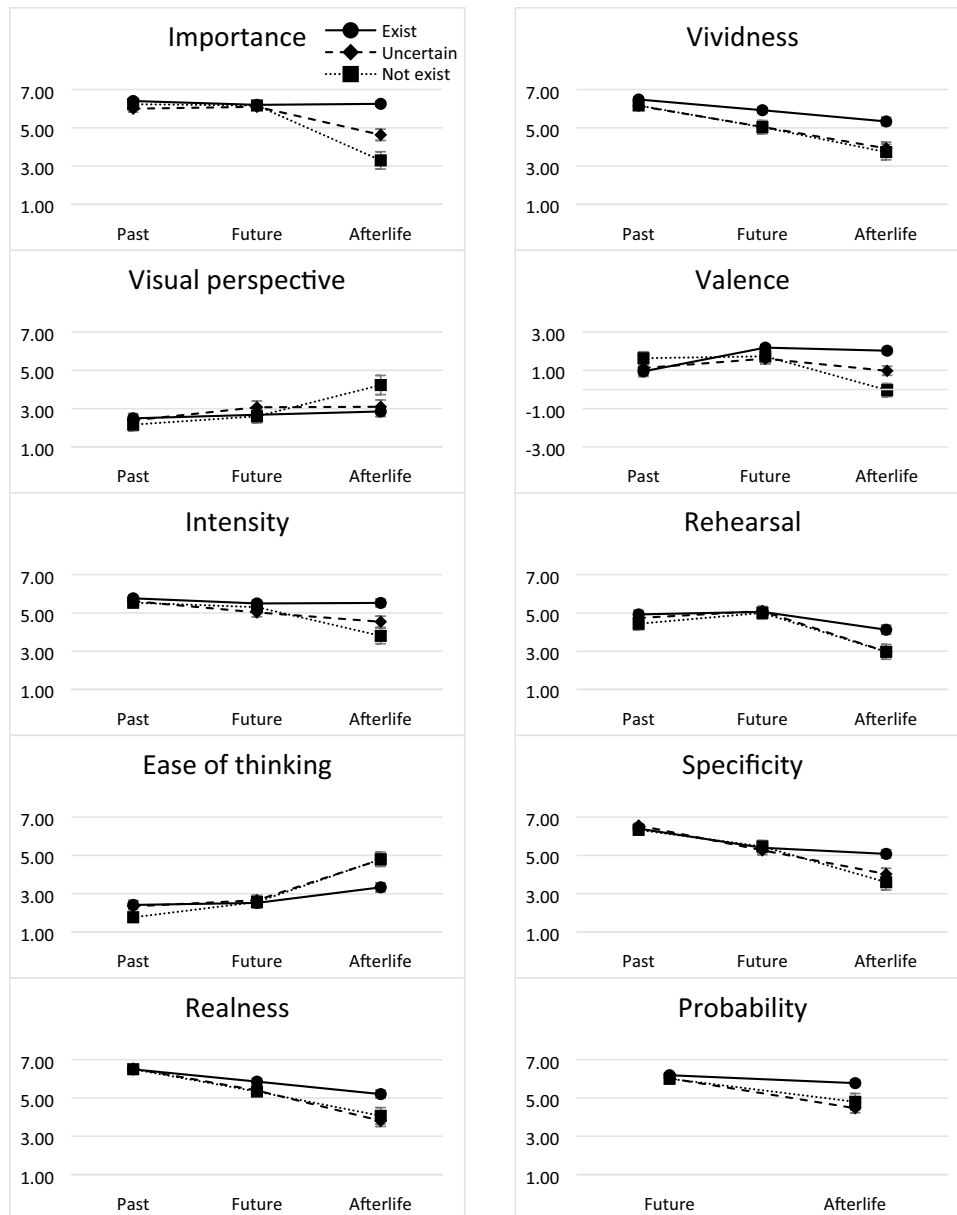 Importance
Exist
Uncertain
Not exist
7.00
5.00
3.00
1.00
Past Future Afterlife
Vividness
7.00
5.00
3.00
1.00
Past Future Afterlife
Visual perspective
7.00
5.00
3.00
1.00
Past Future Afterlife
Valence
3.00
1.00
-1.00
-3.00
Past Future Afterlife
Intensity
7.00
5.00
3.00
1.00
Past Future Afterlife
Rehearsal
7.00
5.00
3.00
1.00
Past Future Afterlife
Ease of thinking
7.00
5.00
3.00
1.00
Past Future Afterlife
Specificity
7.00
5.00
3.00
1.00
Past Future Afterlife
Realness
7.00
5.00
3.00
1.00
Past Future Afterlife
Probability
7.00
5.00
3.00
1.00
Future Afterlife